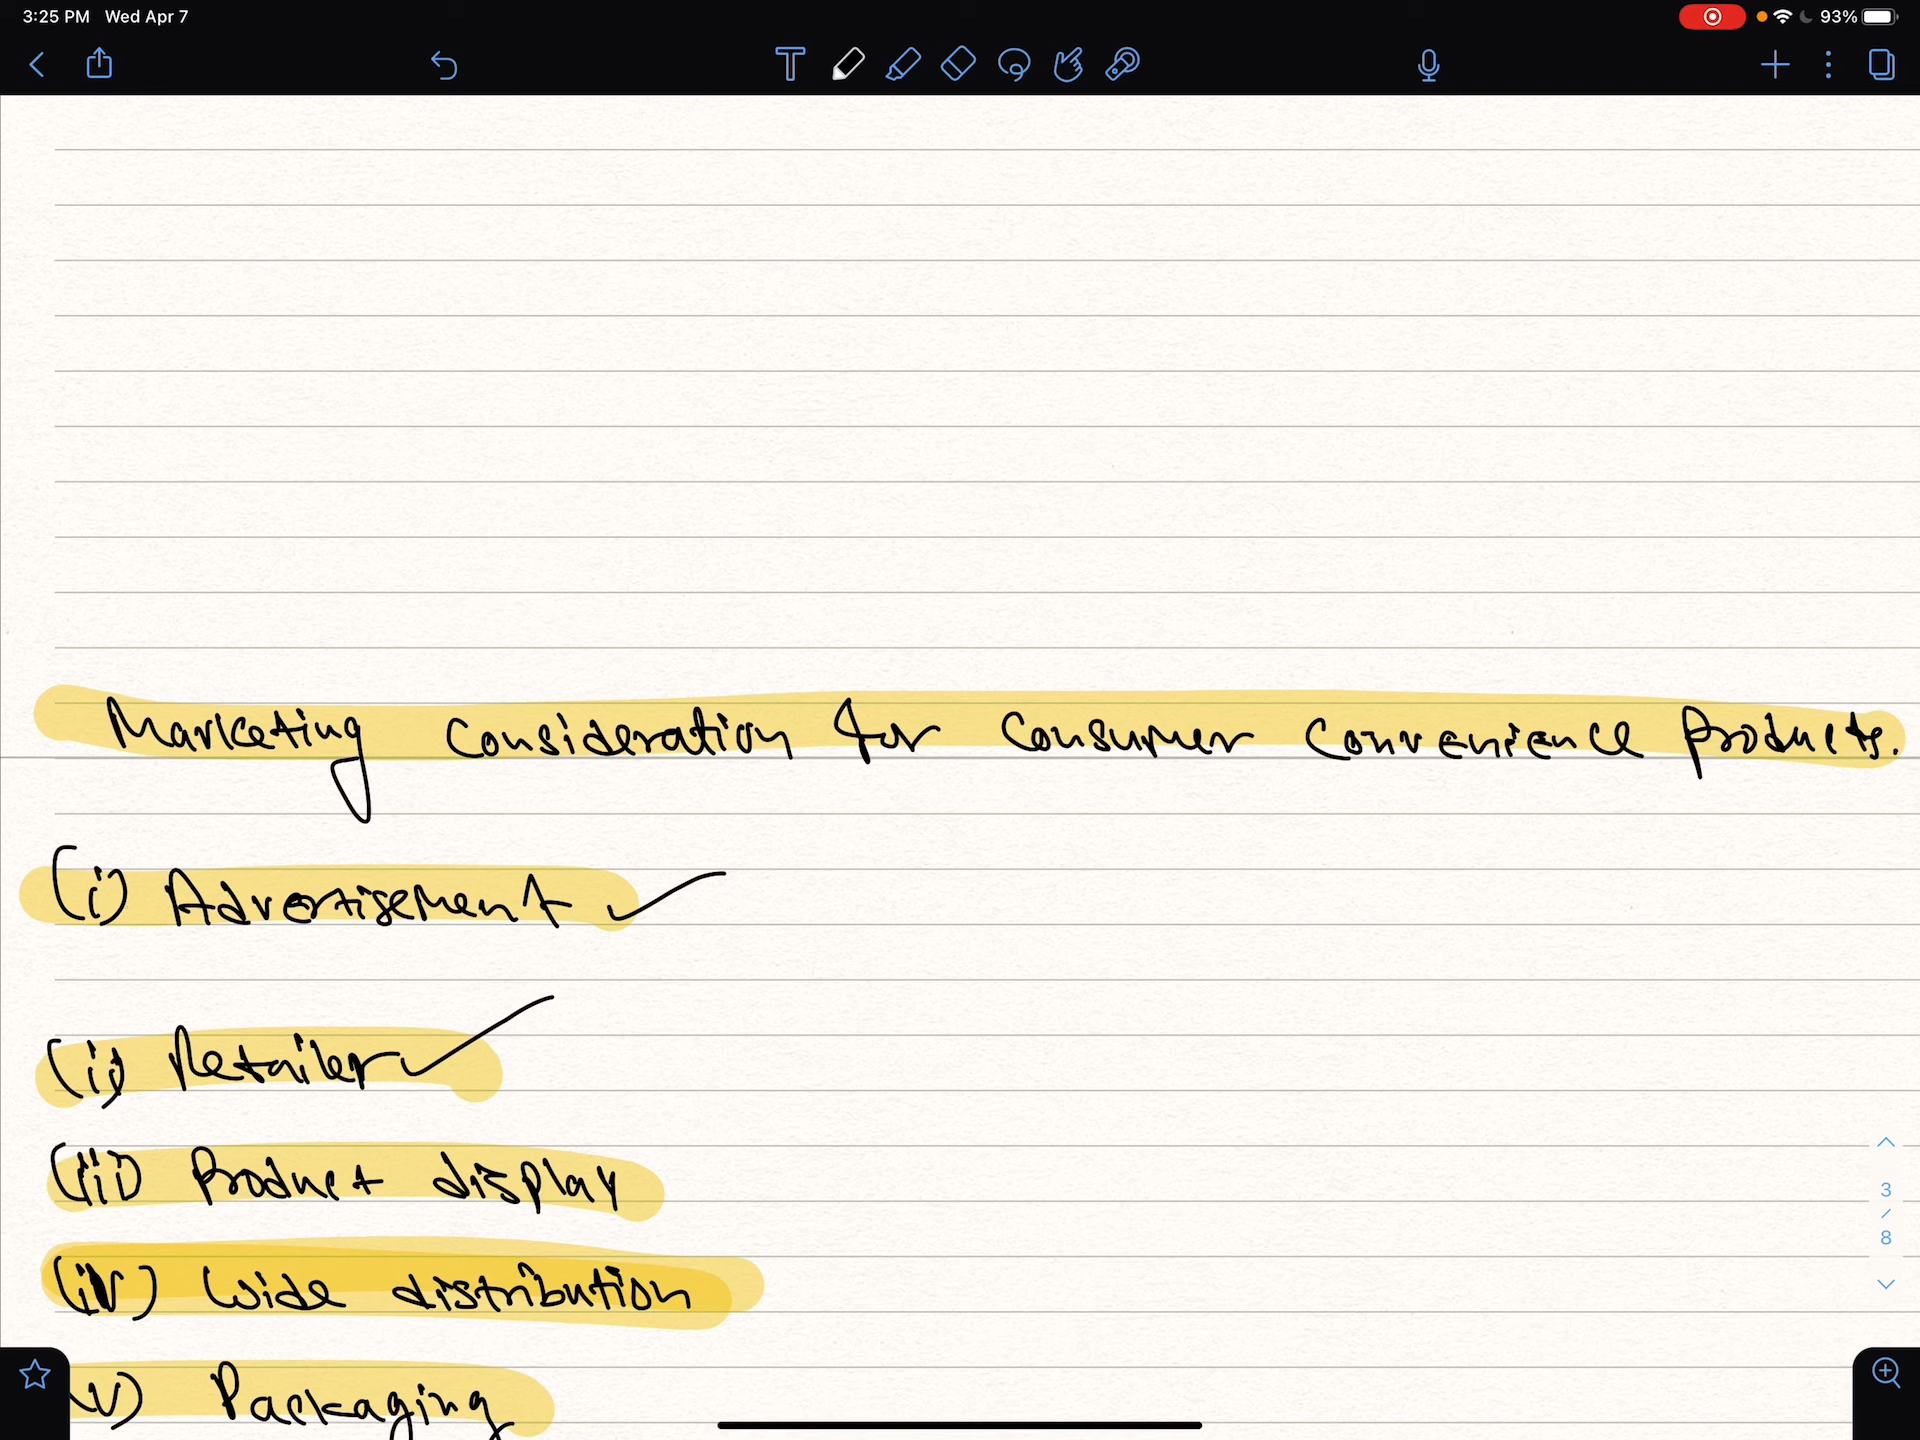 3:25 PM Wed Apr 7 93%
Marketing Consideration for Consumer Convenience Products.
(i) Advertisement
(ii) Retailer
(iii) Product display
(iv) Wide distribution
v) Packaging
3
/
8